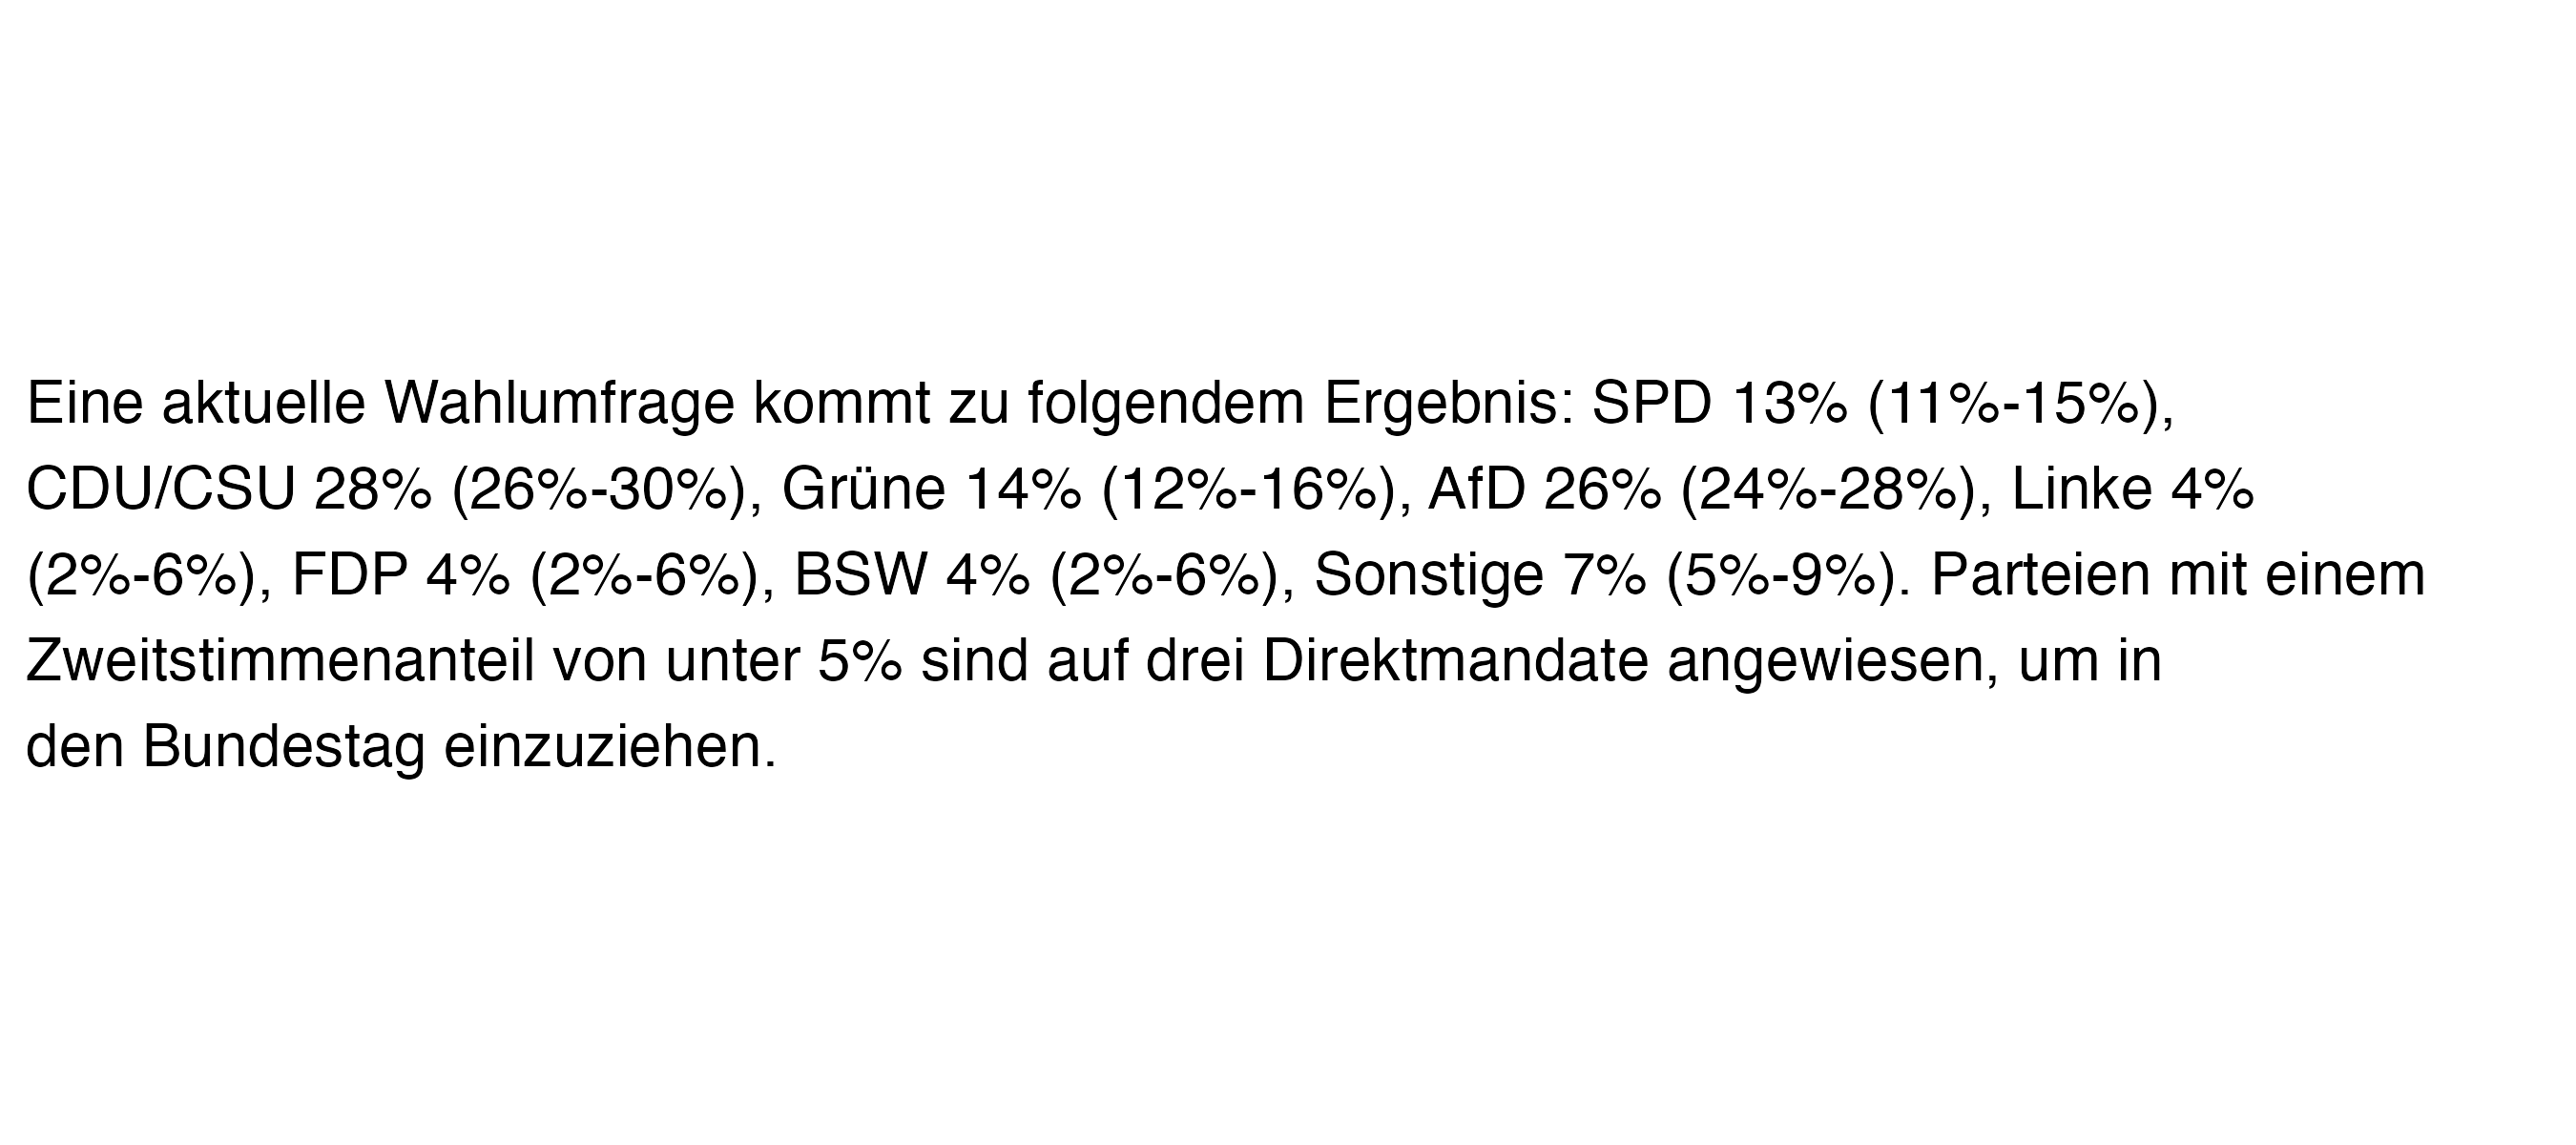 Eine aktuelle Wahlumfrage kommt zu folgendem Ergebnis: SPD 13% (11%-15%),
CDU/CSU 28% (26%-30%), Grüne 14% (12%-16%), AfD 26% (24%-28%), Linke 4%
(2%-6%), FDP 4% (2%-6%), BSW 4% (2%-6%), Sonstige 7% (5%-9%). Parteien mit einem
Zweitstimmenanteil von unter 5% sind auf drei Direktmandate angewiesen, um in
den Bundestag einzuziehen.